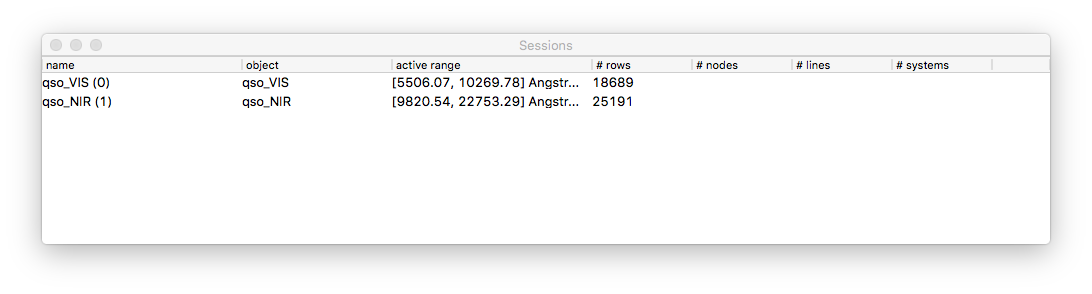 Sessions
name object active range # rows # nodes # lines # systems
qso_VIS (0) qso_VIS [5506.07, 10269.78] Angstr... 18689
qso_NIR (1) qso_NIR [9820.54, 22753.29] Angstr... 25191